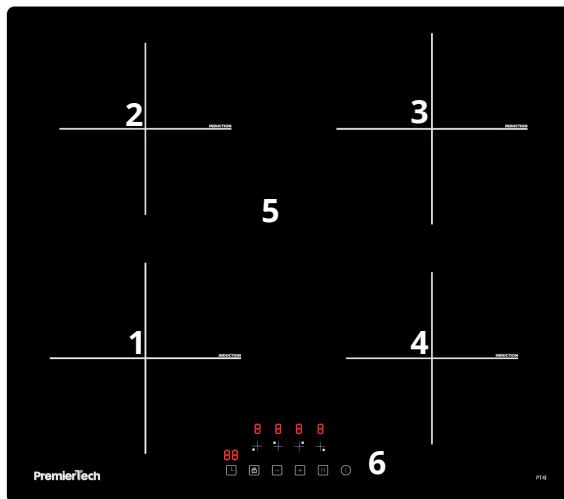 2
INDUCTION
3
INDUCTION
5
1
INDUCTION
4
INDUCTION
8 8 8 8
88
6
PremierTech
PT4I